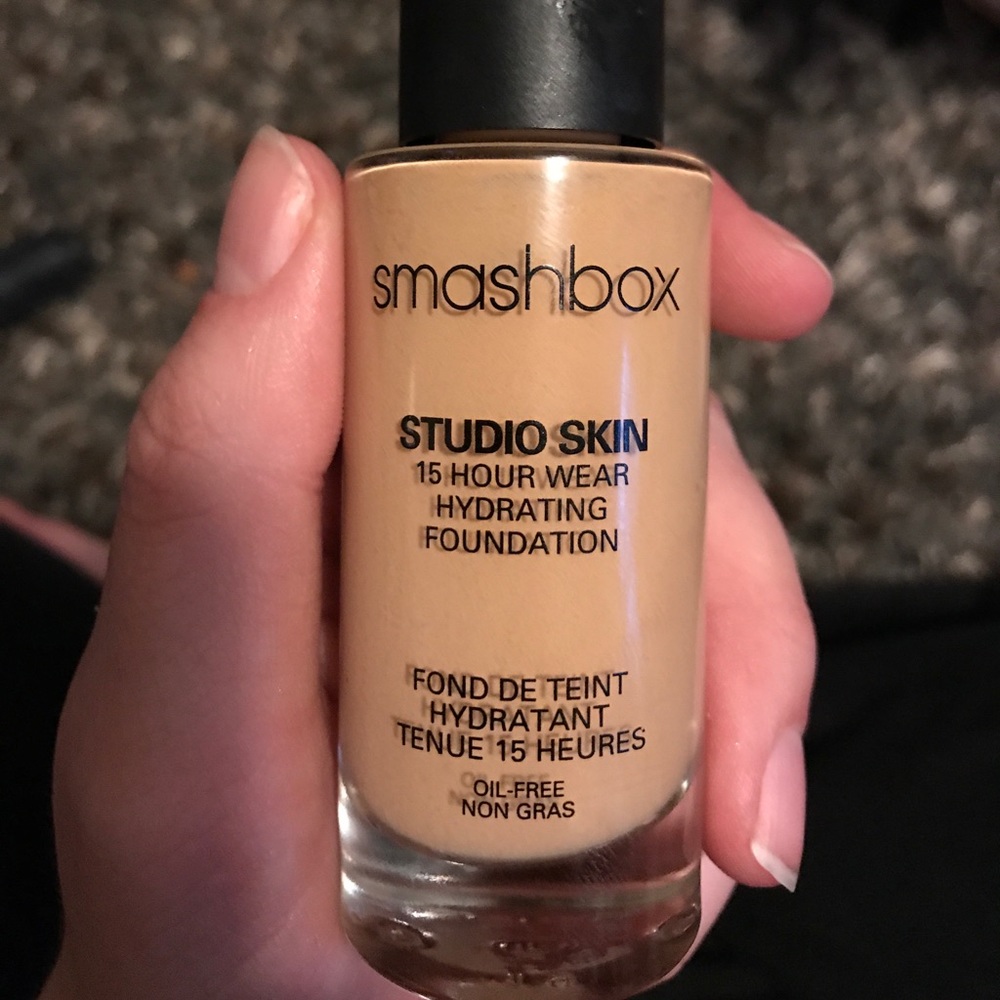 smashbox
STUDIO SKIN
15 HOUR WEAR
HYDRATING
FOUNDATION
FOND DE TEINT
HYDRATANT
TENUE 15 HEURES
OIL-FREE
NON GRAS